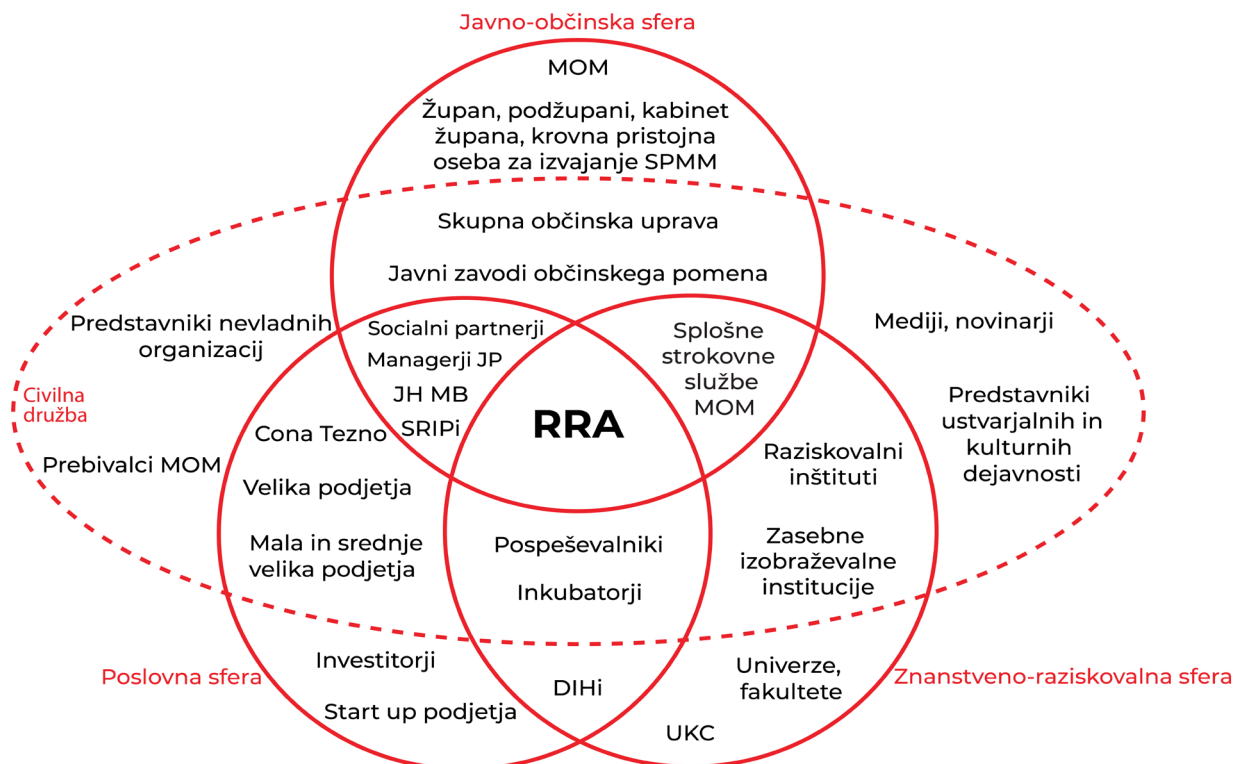 Javno-občinska sfera
MOM
Župan, podžupani, kabinet
župana, krovna pristojna
oseba za izvajanje SPMM
Skupna občinska uprava
Javni zavodi občinskega pomena
Predstavniki nevladnih
organizacij
Socialni partnerji
Managerji JP
JH MB
SRIPi
Splošne
strokovne
službe
MOM
Mediji, novinarji
Civilna
družba
Predstavniki
ustvarjalnih in
kulturnih
dejavnosti
RRA
Cona Tezno
Prebivalci MOM
Velika podjetja
Mala in srednje
velika podjetja
Raziskovalni
inštituti
Pospeševalniki
Inkubatorji
Zasebne
izobraževalne
institucije
Poslovna sfera
Investitorji
Start up podjetja
DIHi
Univerze,
fakultete
UKC
Znanstveno-raziskovalna sfera